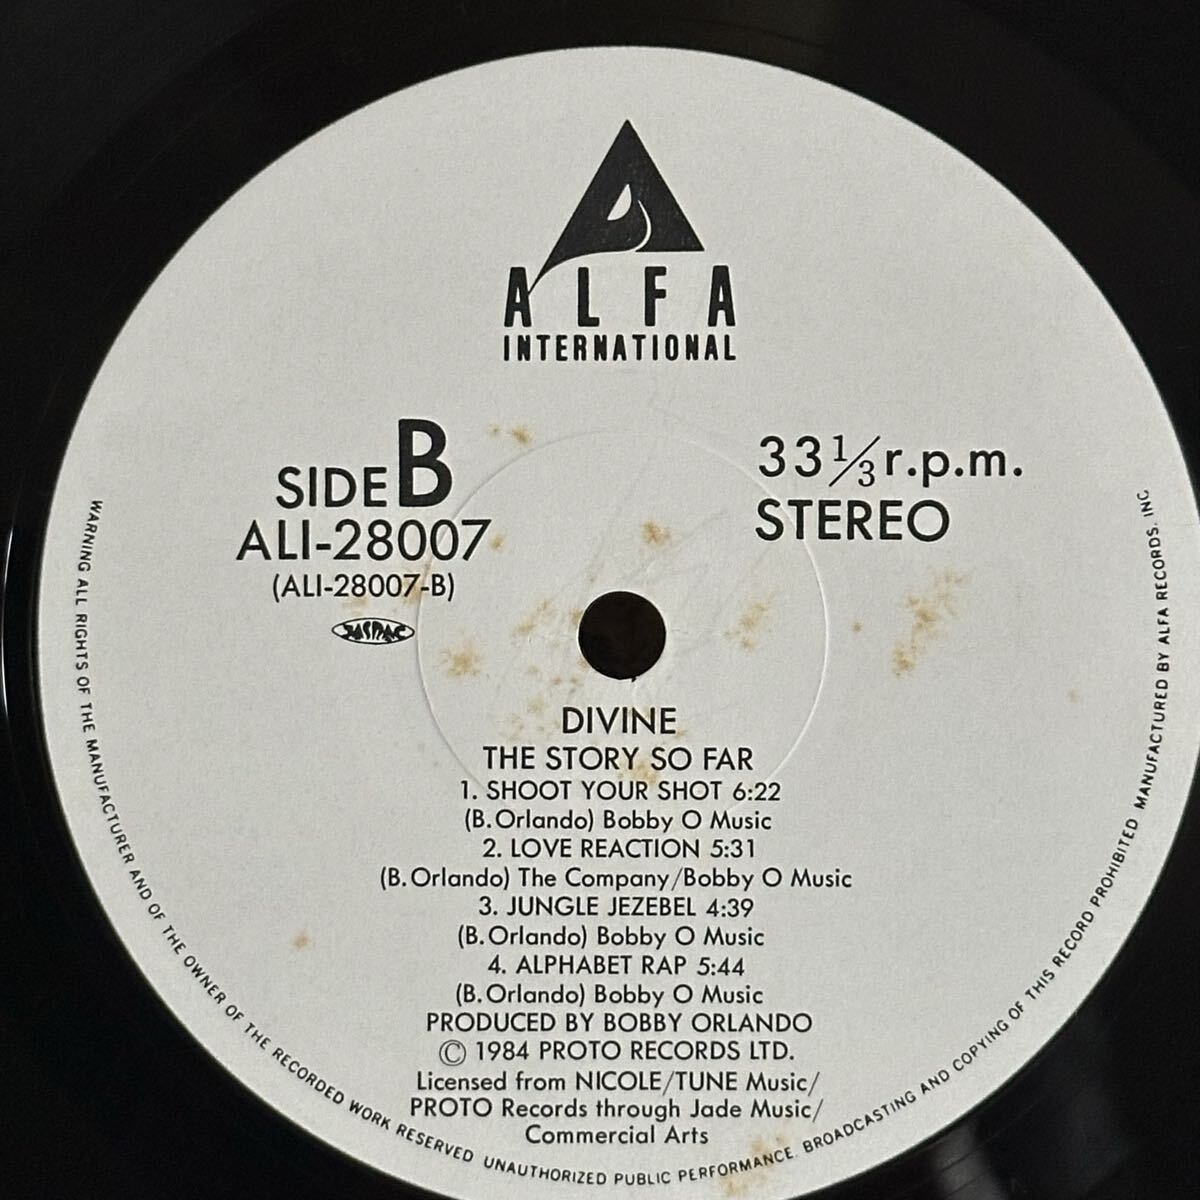 ALFA
INTERNATIONAL
SIDE B
ALI-28007
(ALI-28007-B)
JASRAC
33 1/3 r.p.m.
STEREO
DIVINE
THE STORY SO FAR
1. SHOOT YOUR SHOT 6:22
(B. Orlando) Bobby O Music
2. LOVE REACTION 5:31
(B. Orlando) The Company/Bobby O Music
3. JUNGLE JEZEBEL 4:39
(B. Orlando) Bobby O Music
4. ALPHABET RAP 5:44
(B. Orlando) Bobby O Music
PRODUCED BY BOBBY ORLANDO
© 1984 PROTO RECORDS LTD.
Licensed from NICOLE/TUNE Music/
PROTO Records through Jade Music/
Commercial Arts
WARNING ALL RIGHTS OF THE MANUFACTURER AND OF THE OWNER OF THE RECORDED WORK RESERVED UNAUTHORIZED PUBLIC PERFORMANCE. BROADCASTING AND COPYING OF THIS RECORD PROHIBITED MANUFACTURED BY ALFA RECORDS. INC.